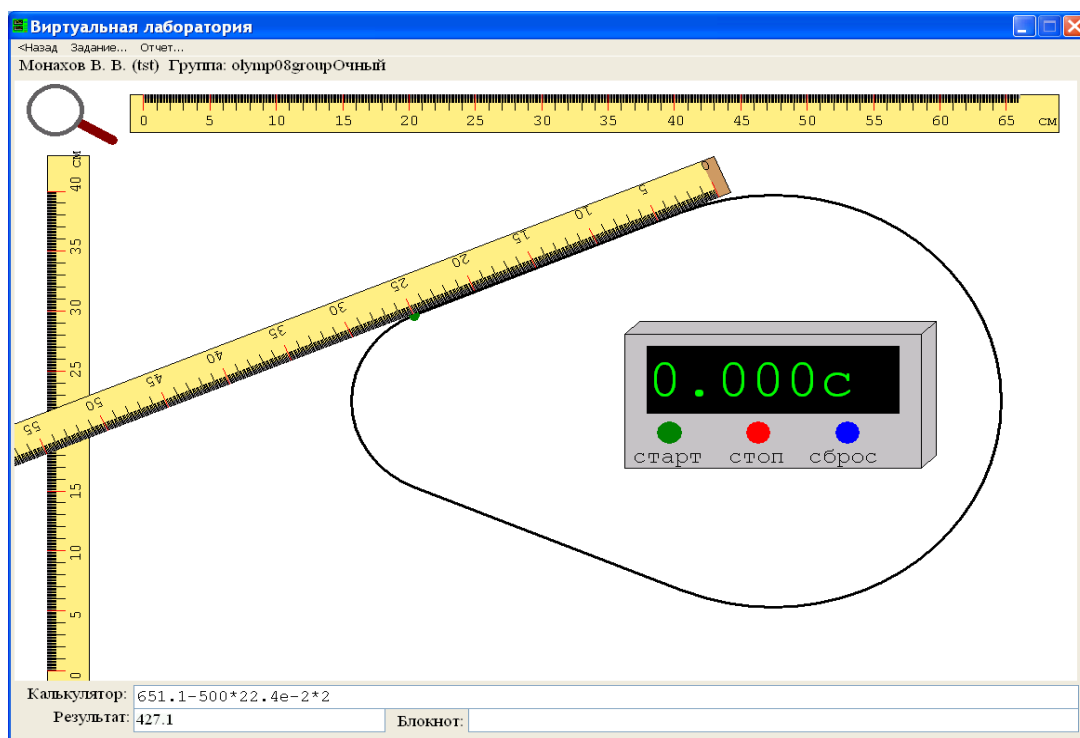 Виртуальная лаборатория
<Назад Задание... Отчет...
Монахов В. В. (tst) Группа: olymp08groupОчный
0 5 10 15 20 25 30 35 40 45 50 55 60 65 см
40 см
35
30
25
15
10
5
0
0
5
10
15
20
25
30
35
40
45
50
55
0.000с
старт стоп сброс
Калькулятор: 651.1-500*22.4e-2*2
Результат: 427.1 Блокнот: